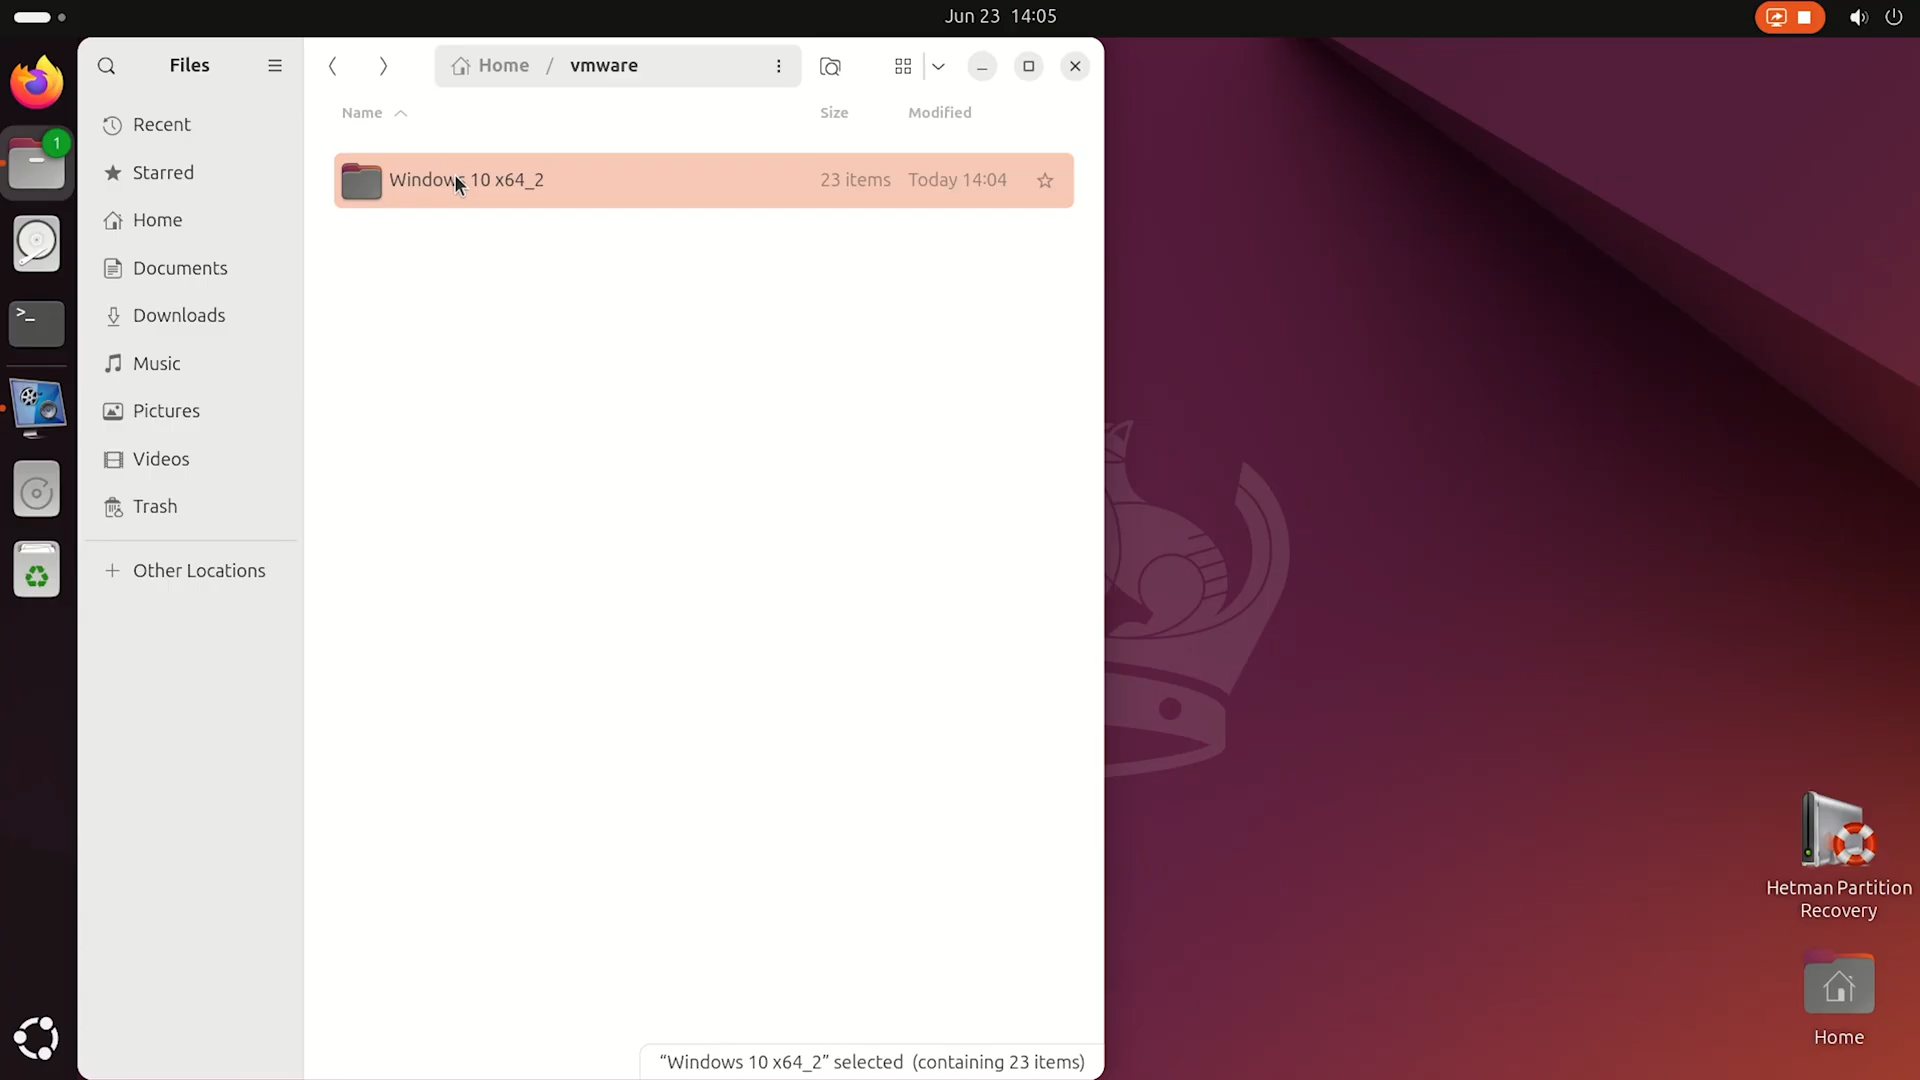 Jun 23 14:05
Files
Home / vmware
1
Name
Size
Modified
Recent
Windows 10 x64_2
23 items
Today 14:04
Starred
Home
Documents
Downloads
>_
Music
Pictures
Videos
Trash
Other Locations
Hetman Partition
Recovery
Home
“Windows 10 x64_2” selected (containing 23 items)